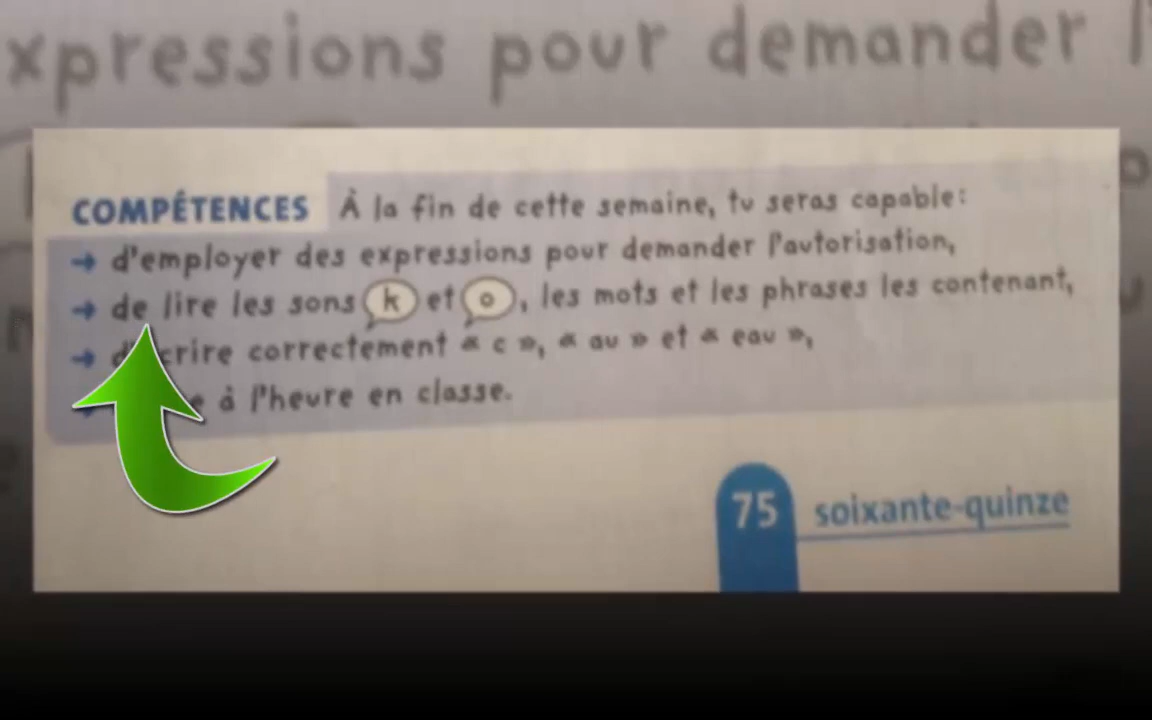 xpressions pour demander l'
COMPÉTENCES À la fin de cette semaine, tu seras capable:
→ d'employer des expressions pour demander l'autorisation,
→ de lire les sons k et o, les mots et les phrases les contenant,
→ correctement « c », « au » et « eau »,
à l'heure en classe.
75 soixante-quinze